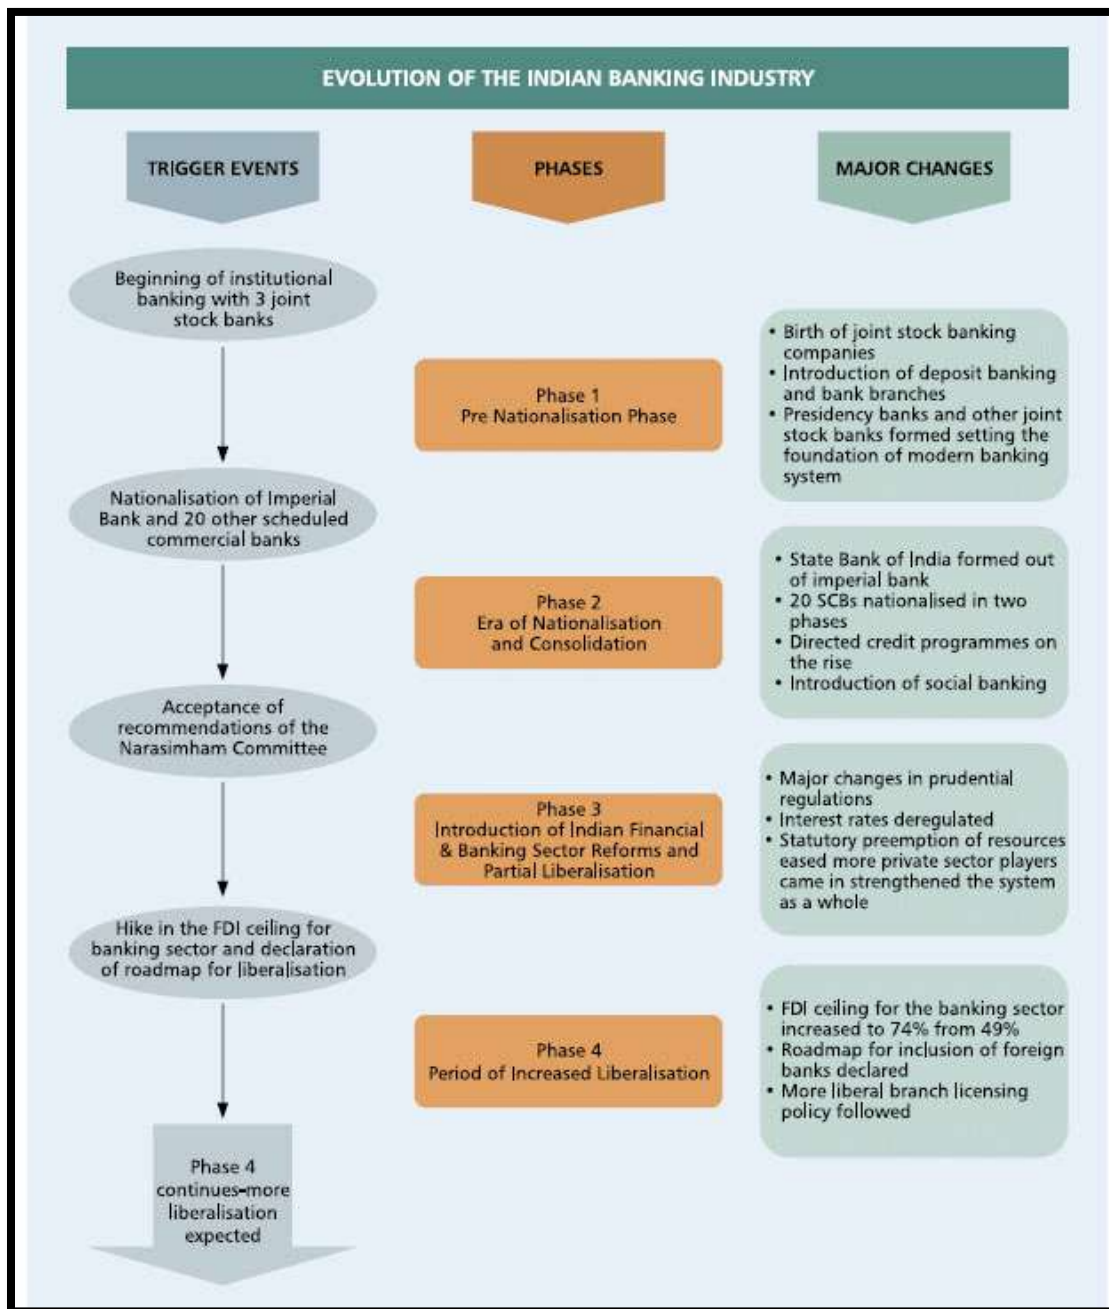 EVOLUTION OF THE INDIAN BANKING INDUSTRY
TRIGGER EVENTS
PHASES
MAJOR CHANGES
Beginning of institutional
banking with 3 joint
stock banks
Phase 1
Pre Nationalisation Phase
• Birth of joint stock banking
companies
• Introduction of deposit banking
and bank branches
• Presidency banks and other joint
stock banks formed setting the
foundation of modern banking
system
Nationalisation of Imperial
Bank and 20 other scheduled
commercial banks
Phase 2
Era of Nationalisation
and Consolidation
• State Bank of India formed out
of imperial bank
• 20 SCBs nationalised in two
phases
• Directed credit programmes on
the rise
• Introduction of social banking
Acceptance of
recommendations of the
Narasimham Committee
Phase 3
Introduction of Indian Financial
& Banking Sector Reforms and
Partial Liberalisation
• Major changes in prudential
regulations
• Interest rates deregulated
• Statutory preemption of resources
eased more private sector players
came in strengthened the system
as a whole
Hike in the FDI ceiling for
banking sector and declaration
of roadmap for liberalisation
Phase 4
Period of Increased Liberalisation
• FDI ceiling for the banking sector
increased to 74% from 49%
• Roadmap for inclusion of foreign
banks declared
• More liberal branch licensing
policy followed
Phase 4
continues-more
liberalisation
expected